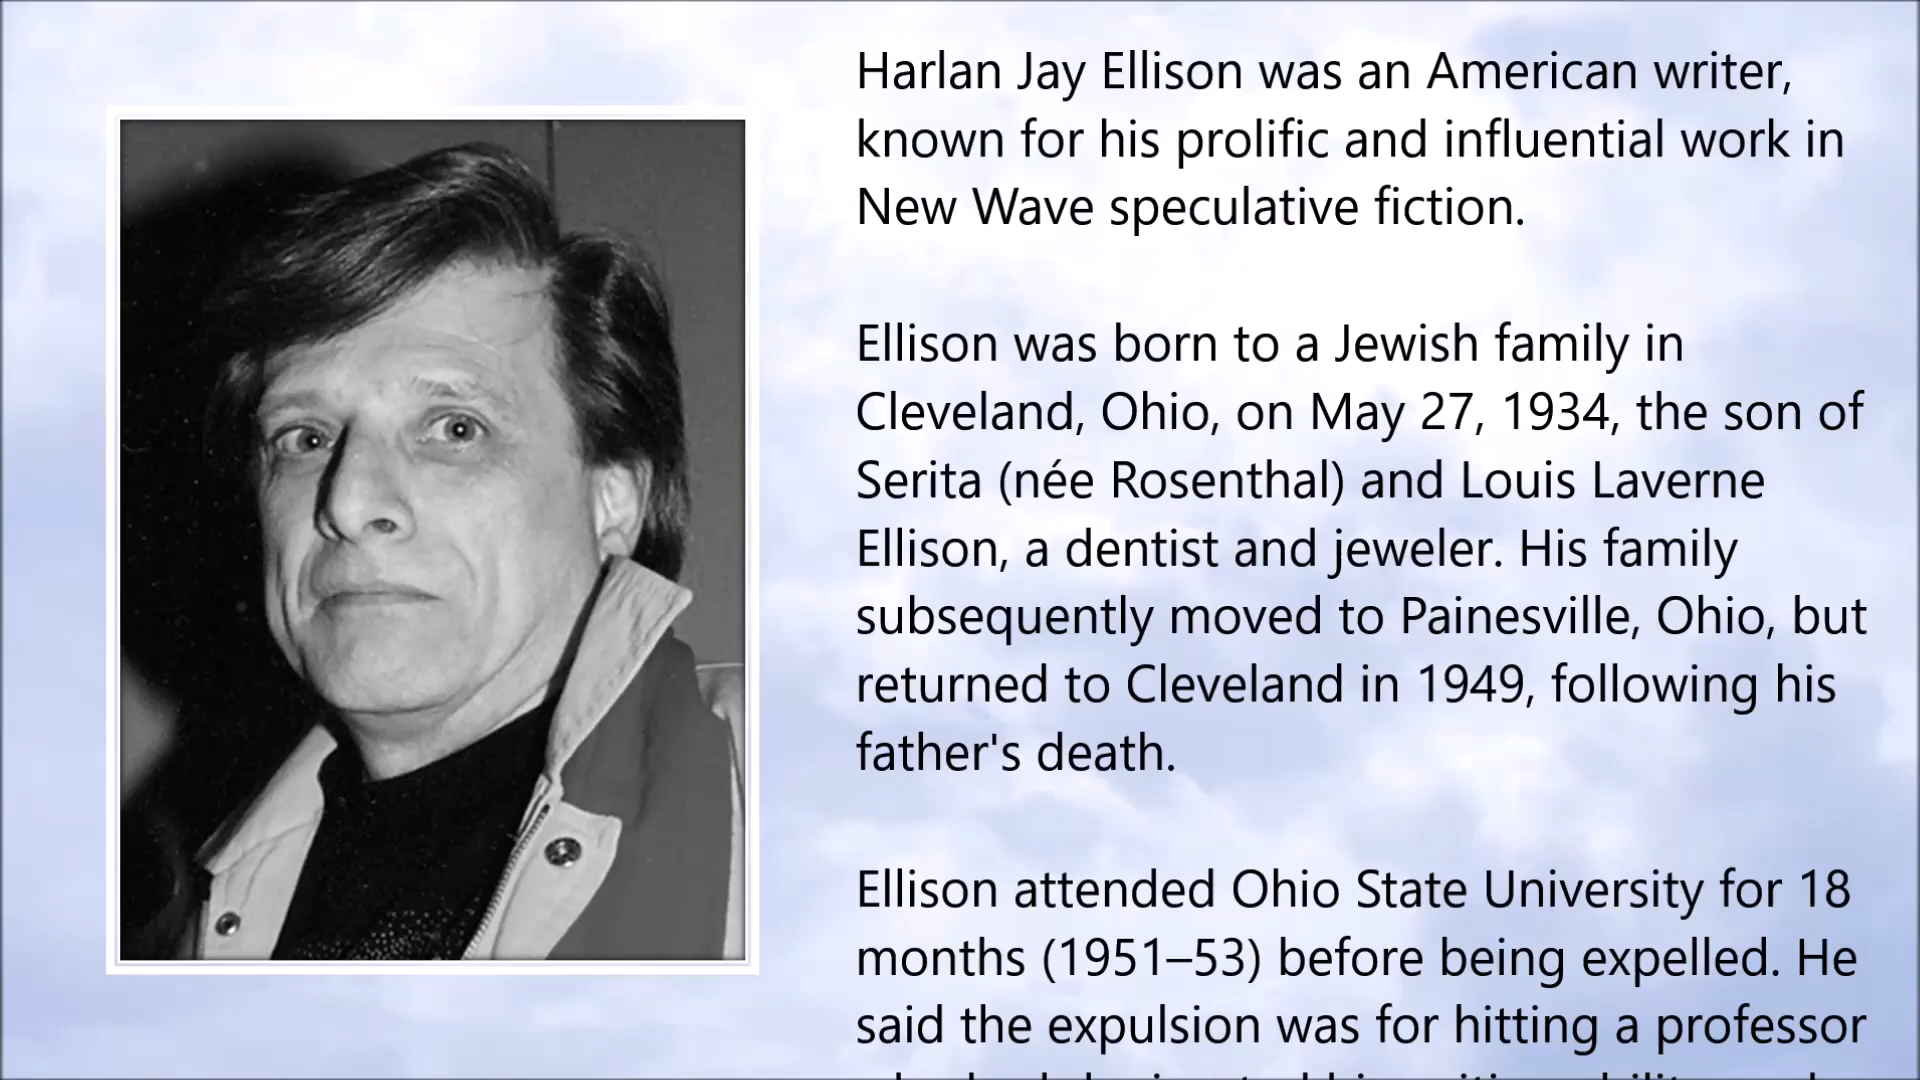 Harlan Jay Ellison was an American writer,
known for his prolific and influential work in
New Wave speculative fiction.
Ellison was born to a Jewish family in
Cleveland, Ohio, on May 27, 1934, the son of
Serita (née Rosenthal) and Louis Laverne
Ellison, a dentist and jeweler. His family
subsequently moved to Painesville, Ohio, but
returned to Cleveland in 1949, following his
father's death.
Ellison attended Ohio State University for 18
months (1951–53) before being expelled. He
said the expulsion was for hitting a professor